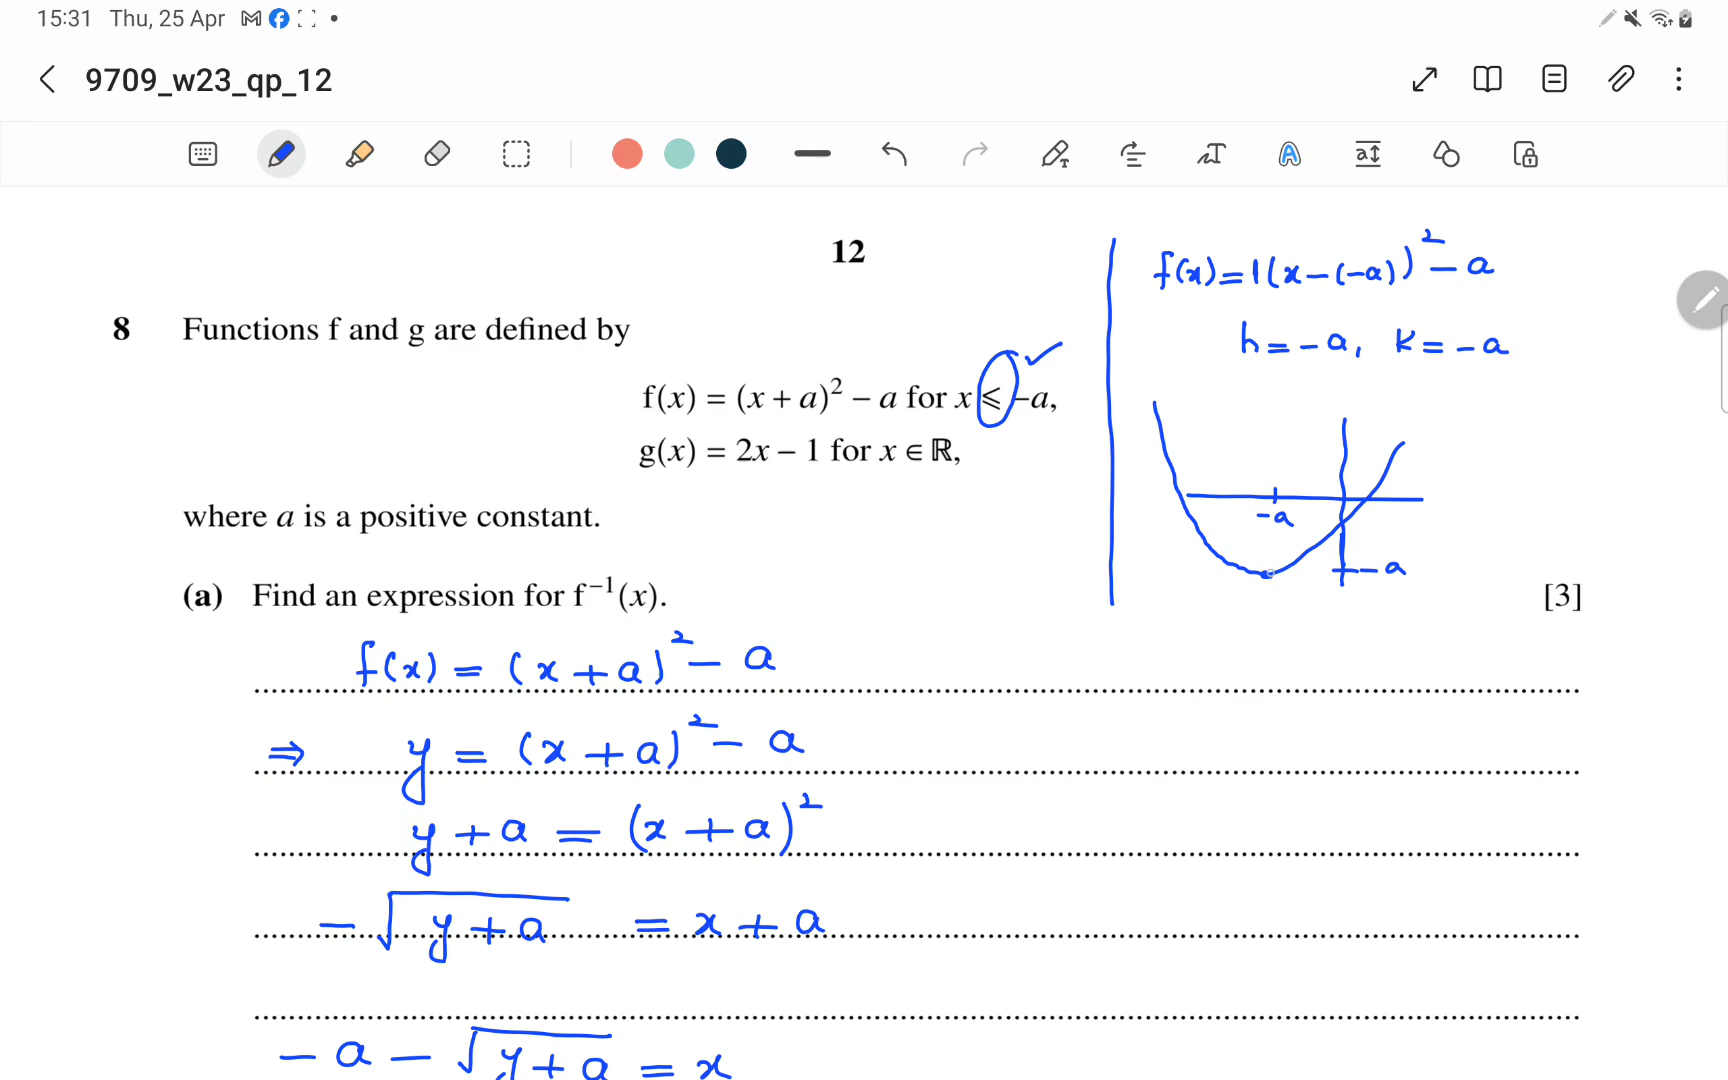 15:31 Thu, 25 Apr
9709_w23_qp_12
12
8 Functions f and g are defined by
f(x) = (x + a)² − a for x ⩽ −a,
g(x) = 2x − 1 for x ∈ ℝ,
where a is a positive constant.
(a) Find an expression for f⁻¹(x). [3]
f(x) = (x + a)² − a
⇒ y = (x + a)² − a
y + a = (x + a)²
− √(y + a) = x + a
− a − √(y + a) = x
f(x) = 1(x − (−a))² − a
h = − a, k = − a
−a
− a